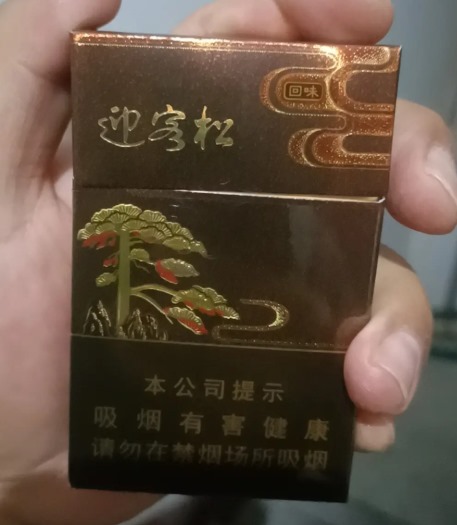 回味
迎客松
本公司提示
吸烟有害健康
请勿在禁烟场所吸烟